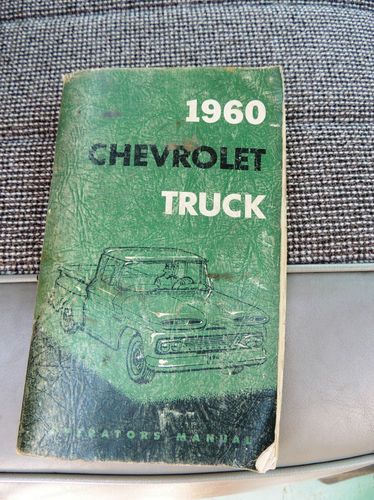 1960
CHEVROLET
TRUCK
OPERATORS MANUAL